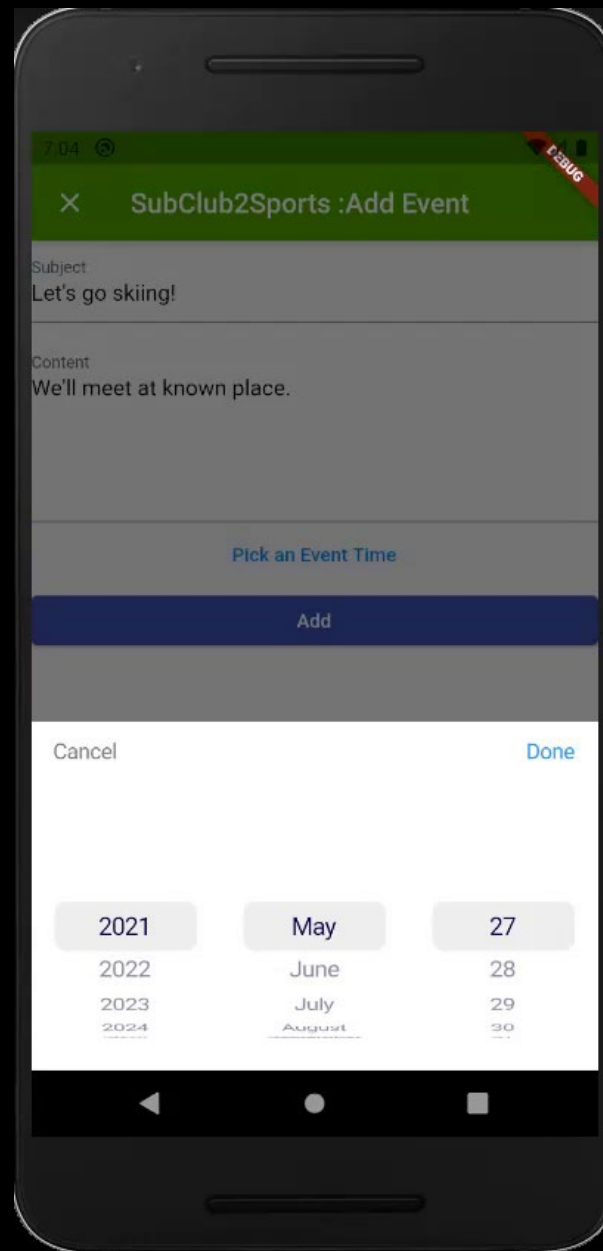 7:04
DEBUG
SubClub2Sports :Add Event
Subject
Let's go skiing!
Content
We'll meet at known place.
Pick an Event Time
Add
Cancel Done
2021 May 27
2022 June 28
2023 July 29
2024 August 30